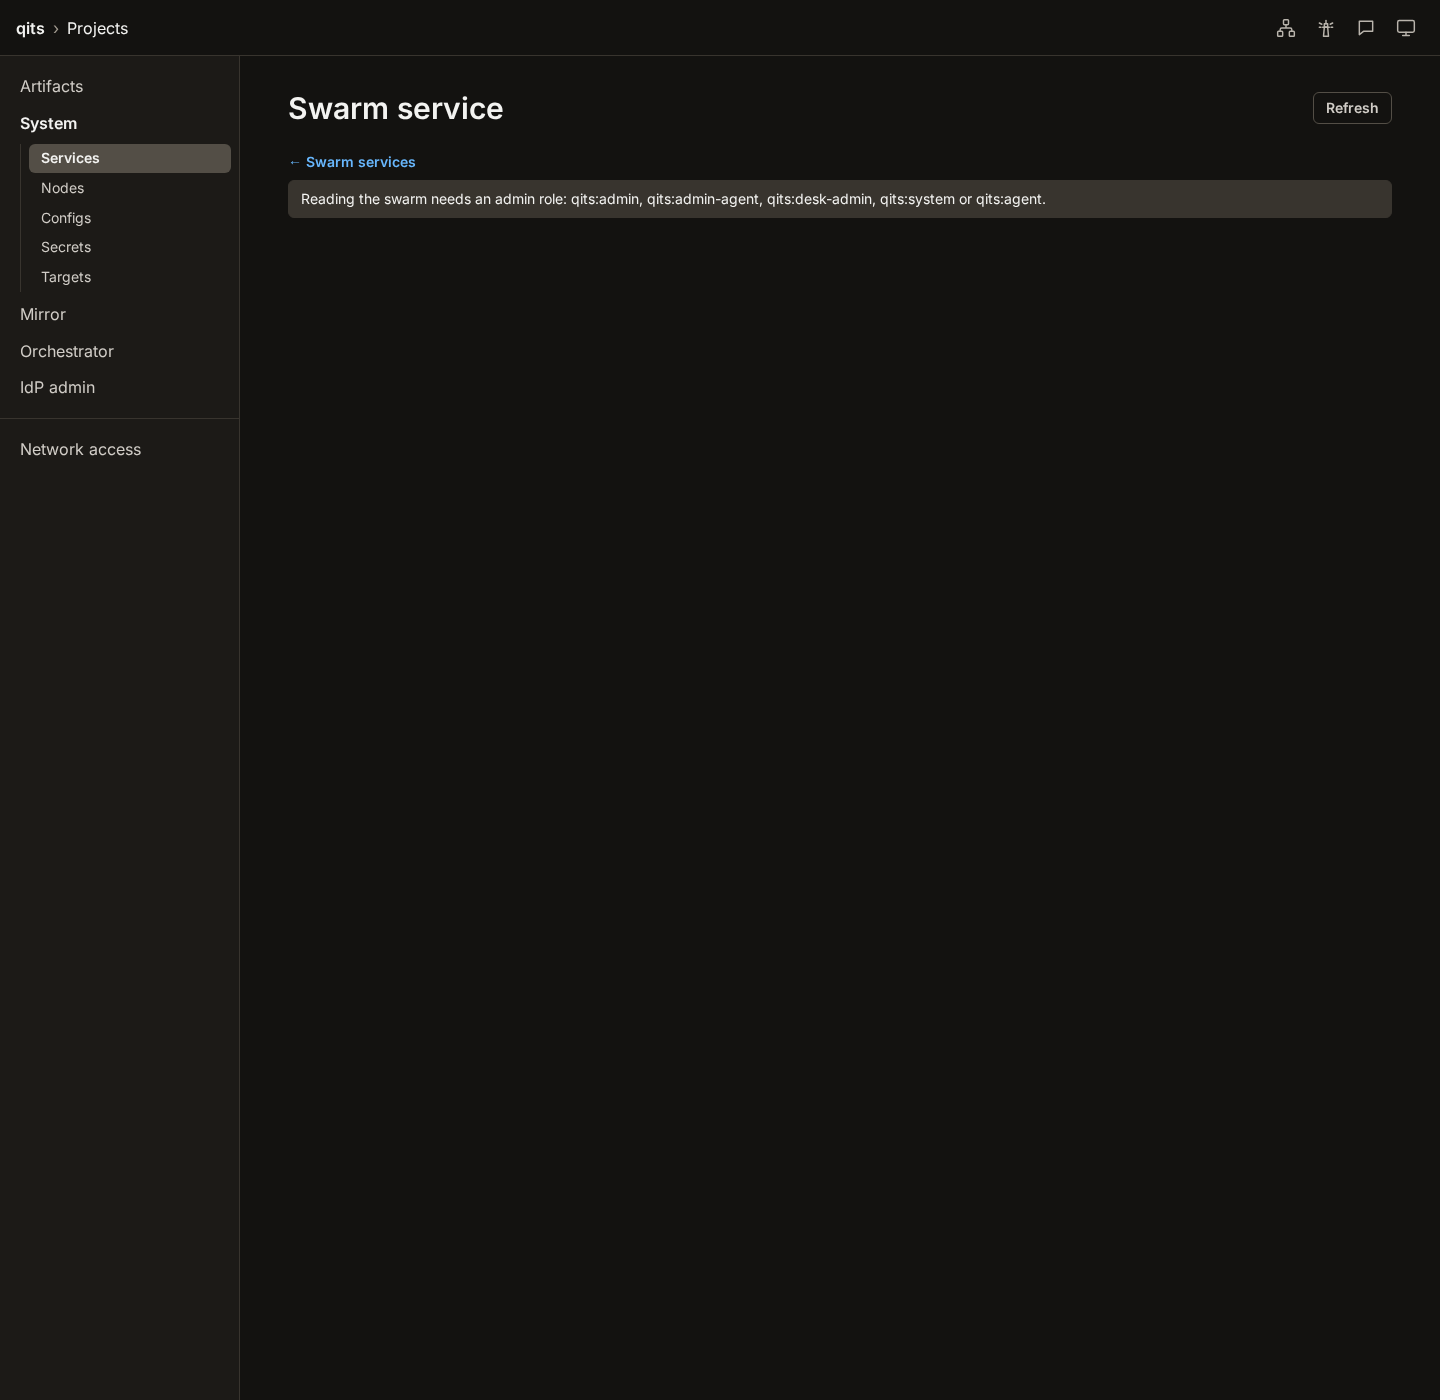 qits › Projects
Artifacts
System
Services
Nodes
Configs
Secrets
Targets
Mirror
Orchestrator
IdP admin
Network access
Swarm service
Refresh
← Swarm services
Reading the swarm needs an admin role: qits:admin, qits:admin-agent, qits:desk-admin, qits:system or qits:agent.